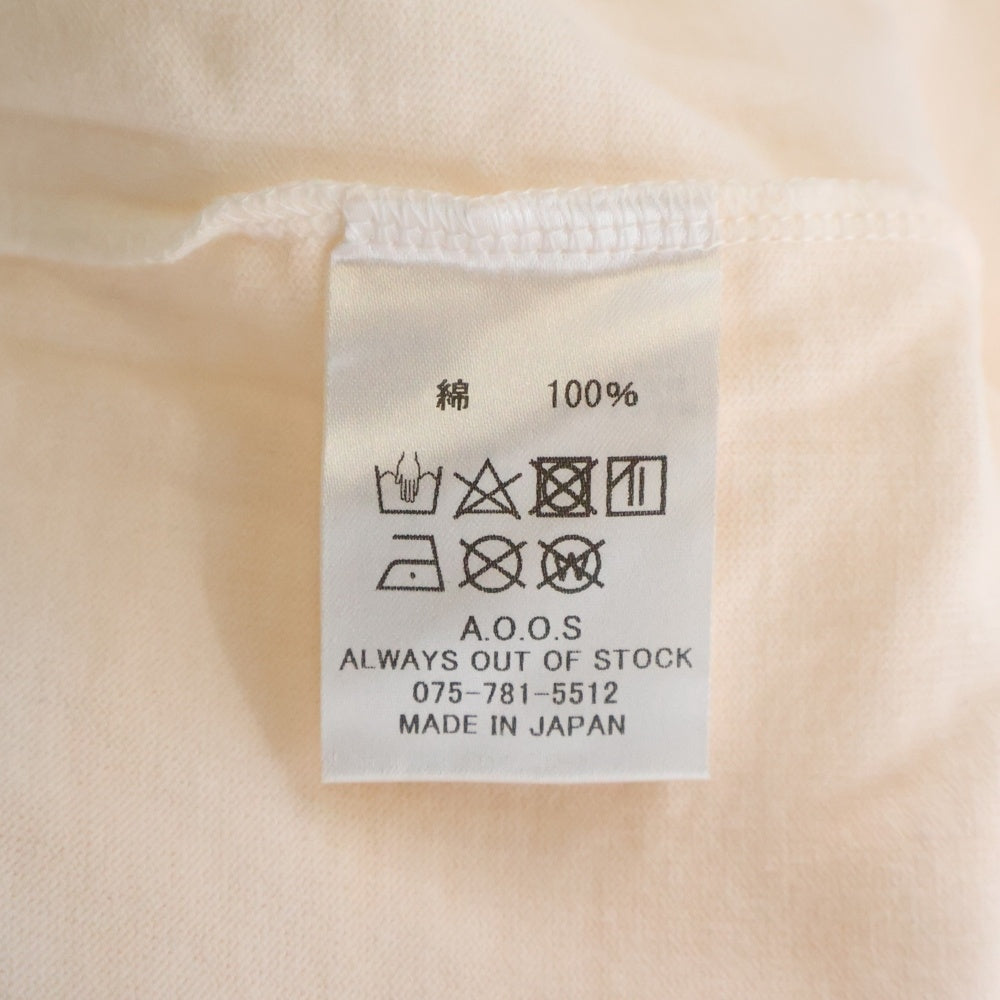 綿 100%
W
A.O.O.S
ALWAYS OUT OF STOCK
075-781-5512
MADE IN JAPAN